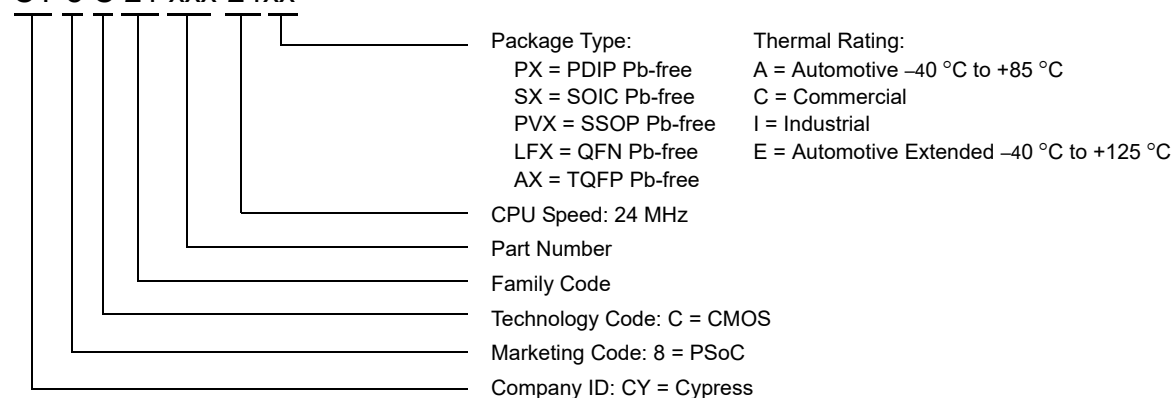 Package Type:
PX = PDIP Pb-free
SX = SOIC Pb-free
PVX = SSOP Pb-free
LFX = QFN Pb-free
AX = TQFP Pb-free
Thermal Rating:
A = Automotive –40 °C to +85 °C
C = Commercial
I = Industrial
E = Automotive Extended –40 °C to +125 °C
CPU Speed: 24 MHz
Part Number
Family Code
Technology Code: C = CMOS
Marketing Code: 8 = PSoC
Company ID: CY = Cypress